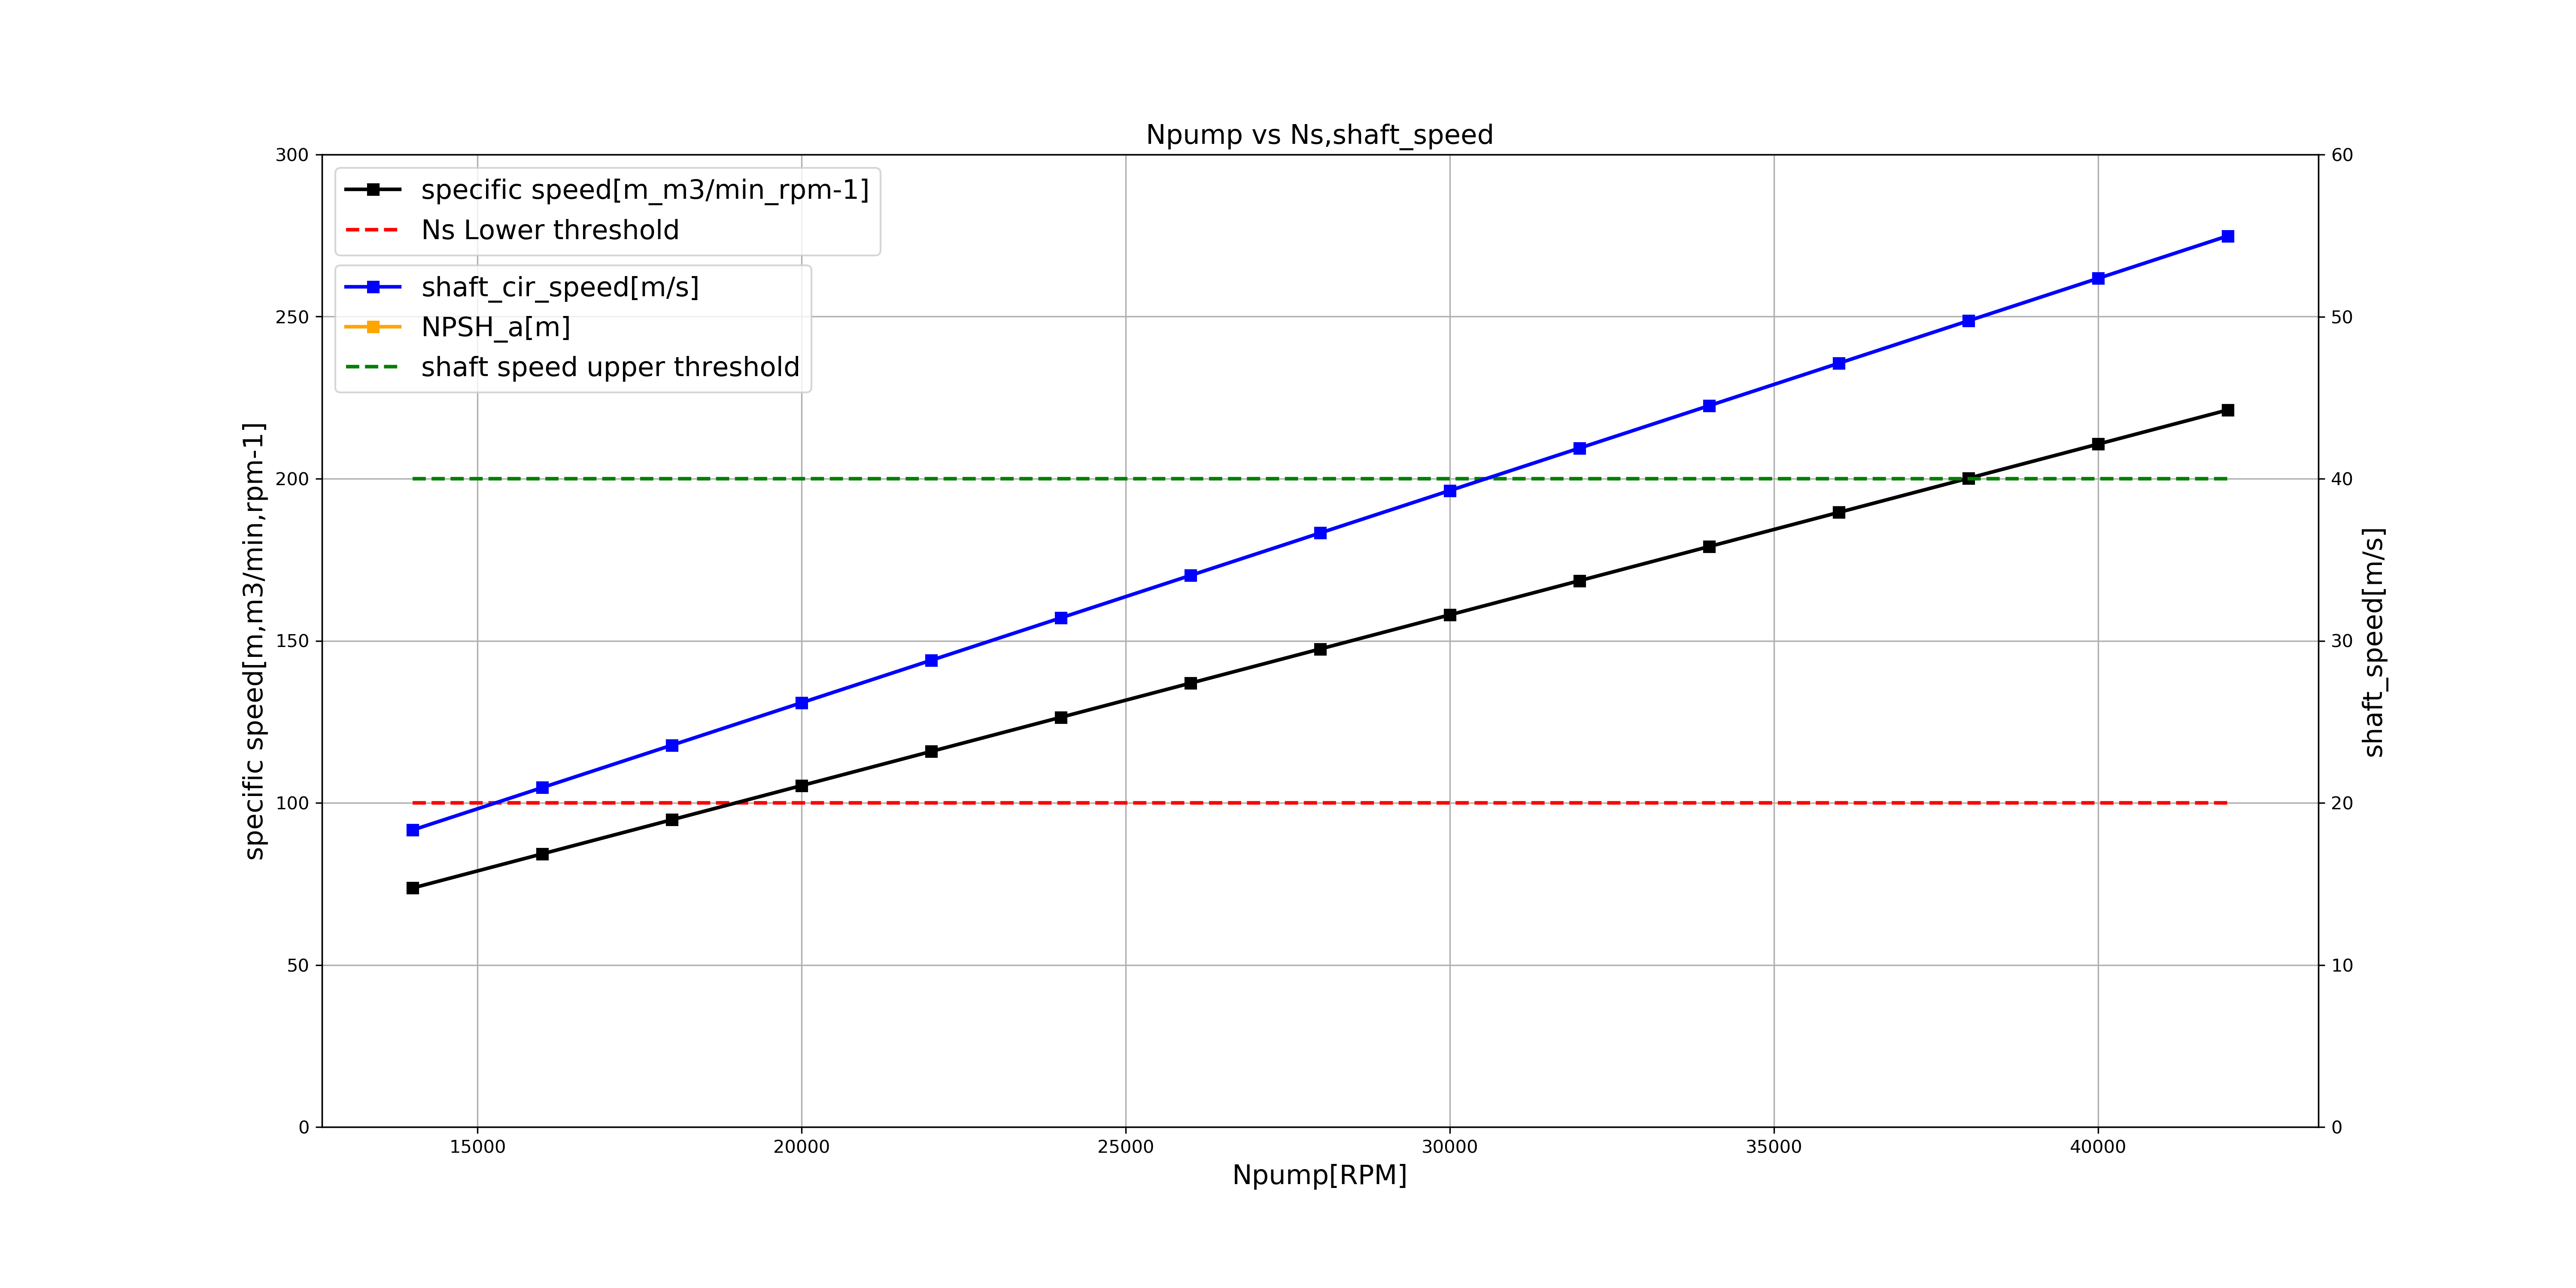 Npump vs Ns,shaft_speed
specific speed[m_m3/min_rpm-1]
Ns Lower threshold
shaft_cir_speed[m/s]
NPSH_a[m]
shaft speed upper threshold
specific speed[m,m3/min,rpm-1]
300
250
200
150
100
50
0
60
50
40
30
20
10
0
shaft_speed[m/s]
15000 20000 25000 30000 35000 40000
Npump[RPM]